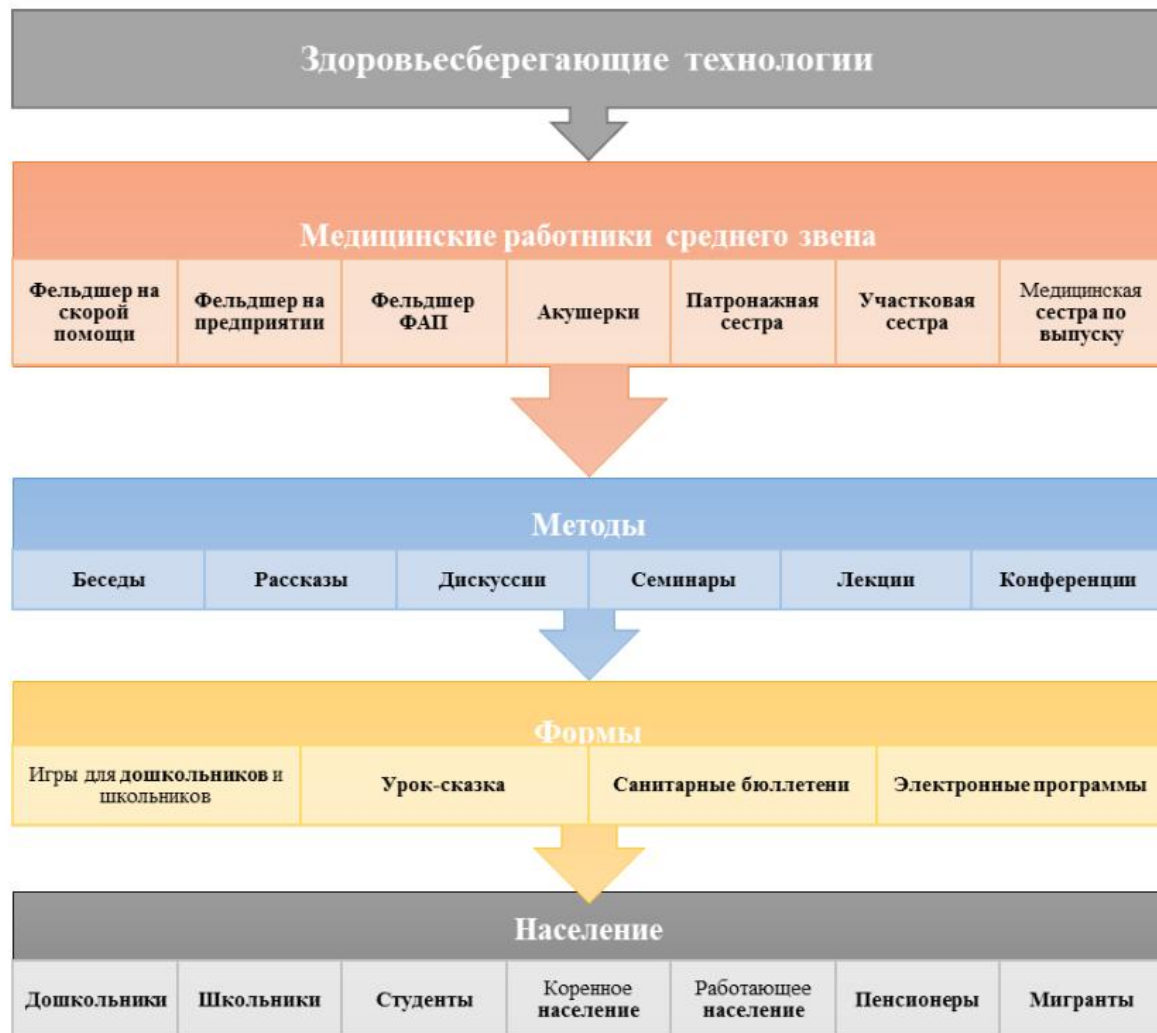 Здоровьесберегающие технологии
Медицинские работники среднего звена
Фельдшер на
скорой
помощи
Фельдшер на
предприятии
Фельдшер
ФАП
Акушерки
Патронажная
сестра
Участковая
сестра
Медицинская
сестра по
выпуску
Методы
Беседы
Рассказы
Дискуссии
Семинары
Лекции
Конференции
Формы
Игры для дошкольников и
школьников
Урок-сказка
Санитарные бюллетени
Электронные программы
Население
Дошкольники
Школьники
Студенты
Коренное
население
Работающее
население
Пенсионеры
Мигранты